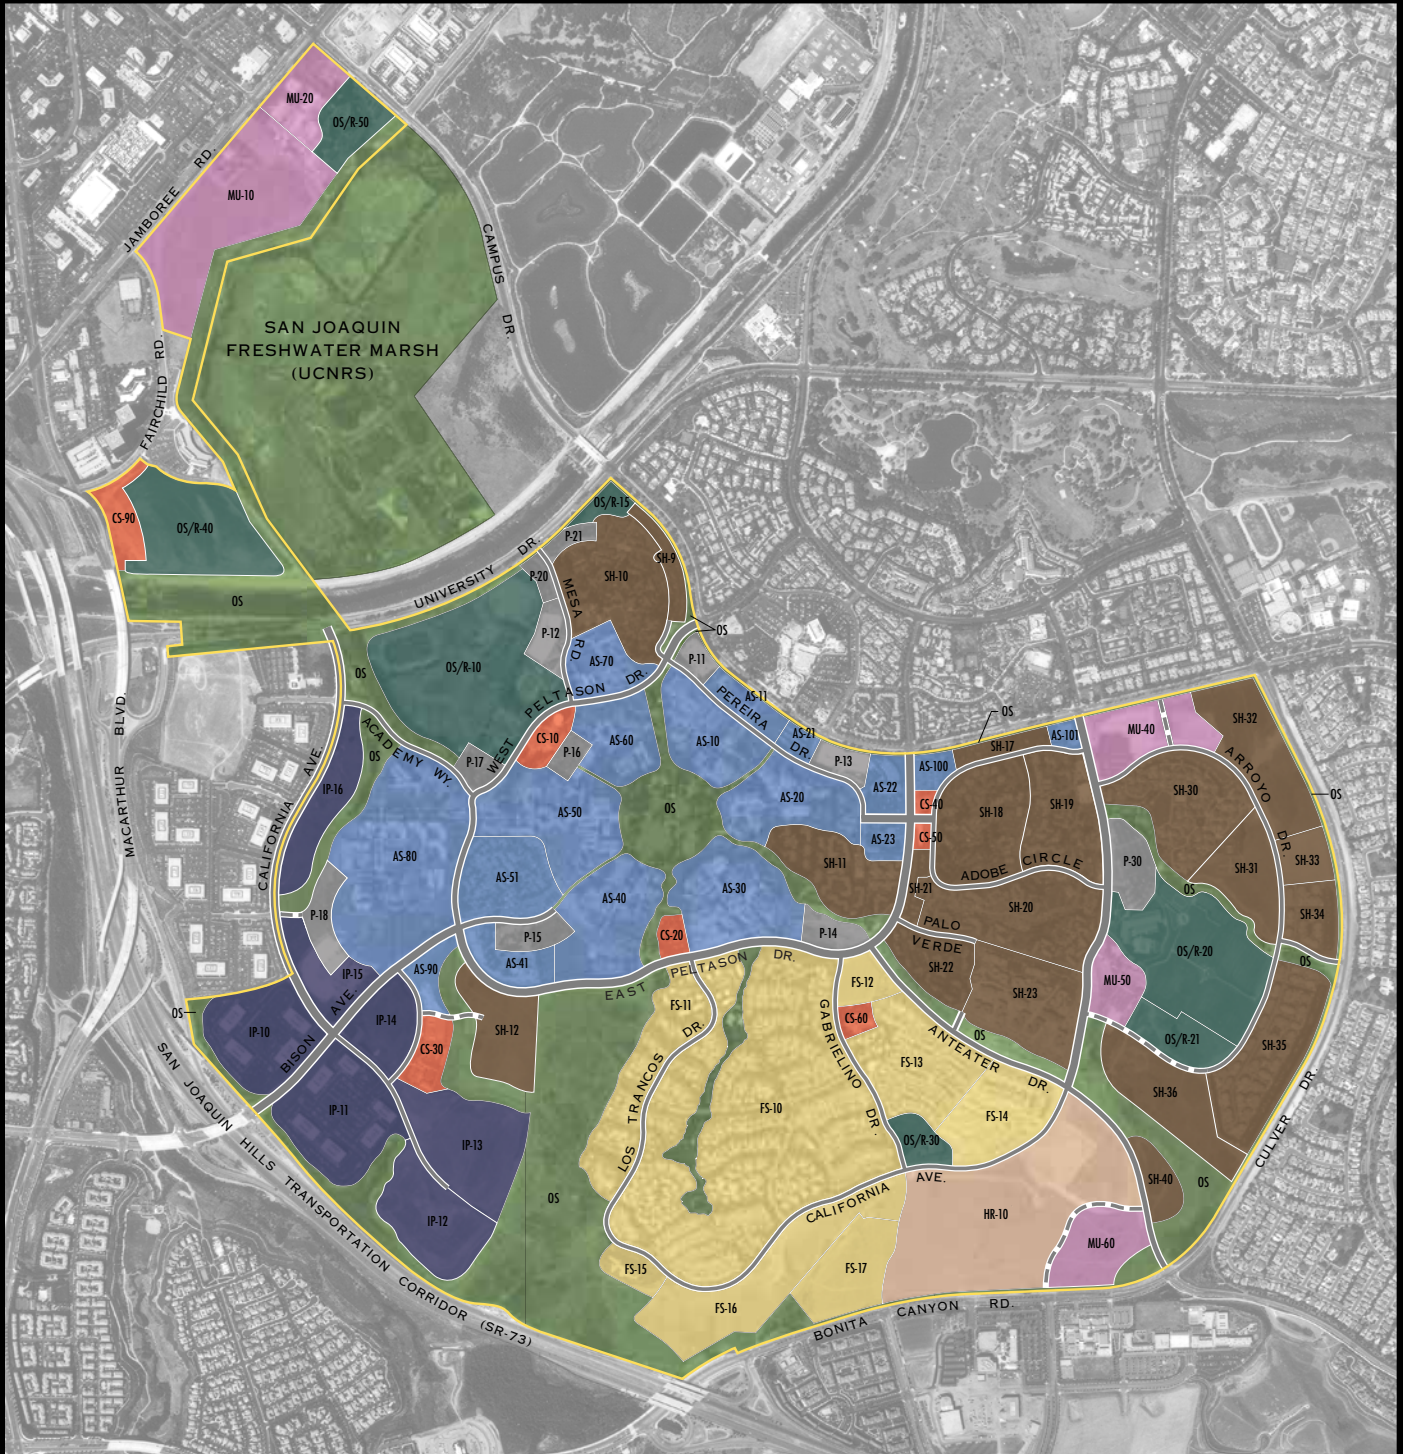 MU-20
OS/R-50
MU-10
JAMBOREE RD.
CAMPUS DR.
SAN JOAQUIN
FRESHWATER MARSH
(UCNRS)
FAIRCHILD RD.
CS-90
OS/R-40
OS
UNIVERSITY DR.
OS/R-15
P-21
SH-9
SH-10
P-20
MESA RD.
P-12
OS
AS-70
P-11
OS/R-10
OS
WEST PELTASON DR.
AS-11
PEREIRA DR.
AS-21
MACARTHUR BLVD.
ACADEMY WY.
CS-10
P-16
AS-60
AS-10
OS
P-17
P-13
CALIFORNIA AVE.
IP-16
AS-22
AS-100
SH-17
AS-101
OS
MU-40
SH-32
ARROYO DR.
AS-50
OS
AS-20
CS-40
SH-18
SH-19
SH-30
OS
AS-23
CS-50
AS-80
AS-51
AS-40
AS-30
SH-11
ADOBE CIRCLE
P-30
SH-31
SH-33
SH-21
OS
P-18
SH-20
SH-34
P-15
CS-20
P-14
PALO VERDE
OS/R-20
OS
AS-41
AS-90
IP-15
EAST PELTASON DR.
SH-22
SH-23
MU-50
FS-12
FS-11
OS
IP-10
IP-14
BISON AVE.
CS-30
SH-12
CS-60
GABRIELINO DR.
ANTEATER DR.
OS
OS/R-21
SH-35
FS-13
LOS TRANCOS DR.
SAN JOAQUIN HILLS TRANSPORTATION CORRIDOR (SR-73)
IP-11
FS-10
FS-14
SH-36
IP-13
OS/R-30
CULVER DR.
OS
CALIFORNIA AVE.
SH-40
OS
IP-12
HR-10
MU-60
FS-15
FS-17
FS-16
BONITA CANYON RD.